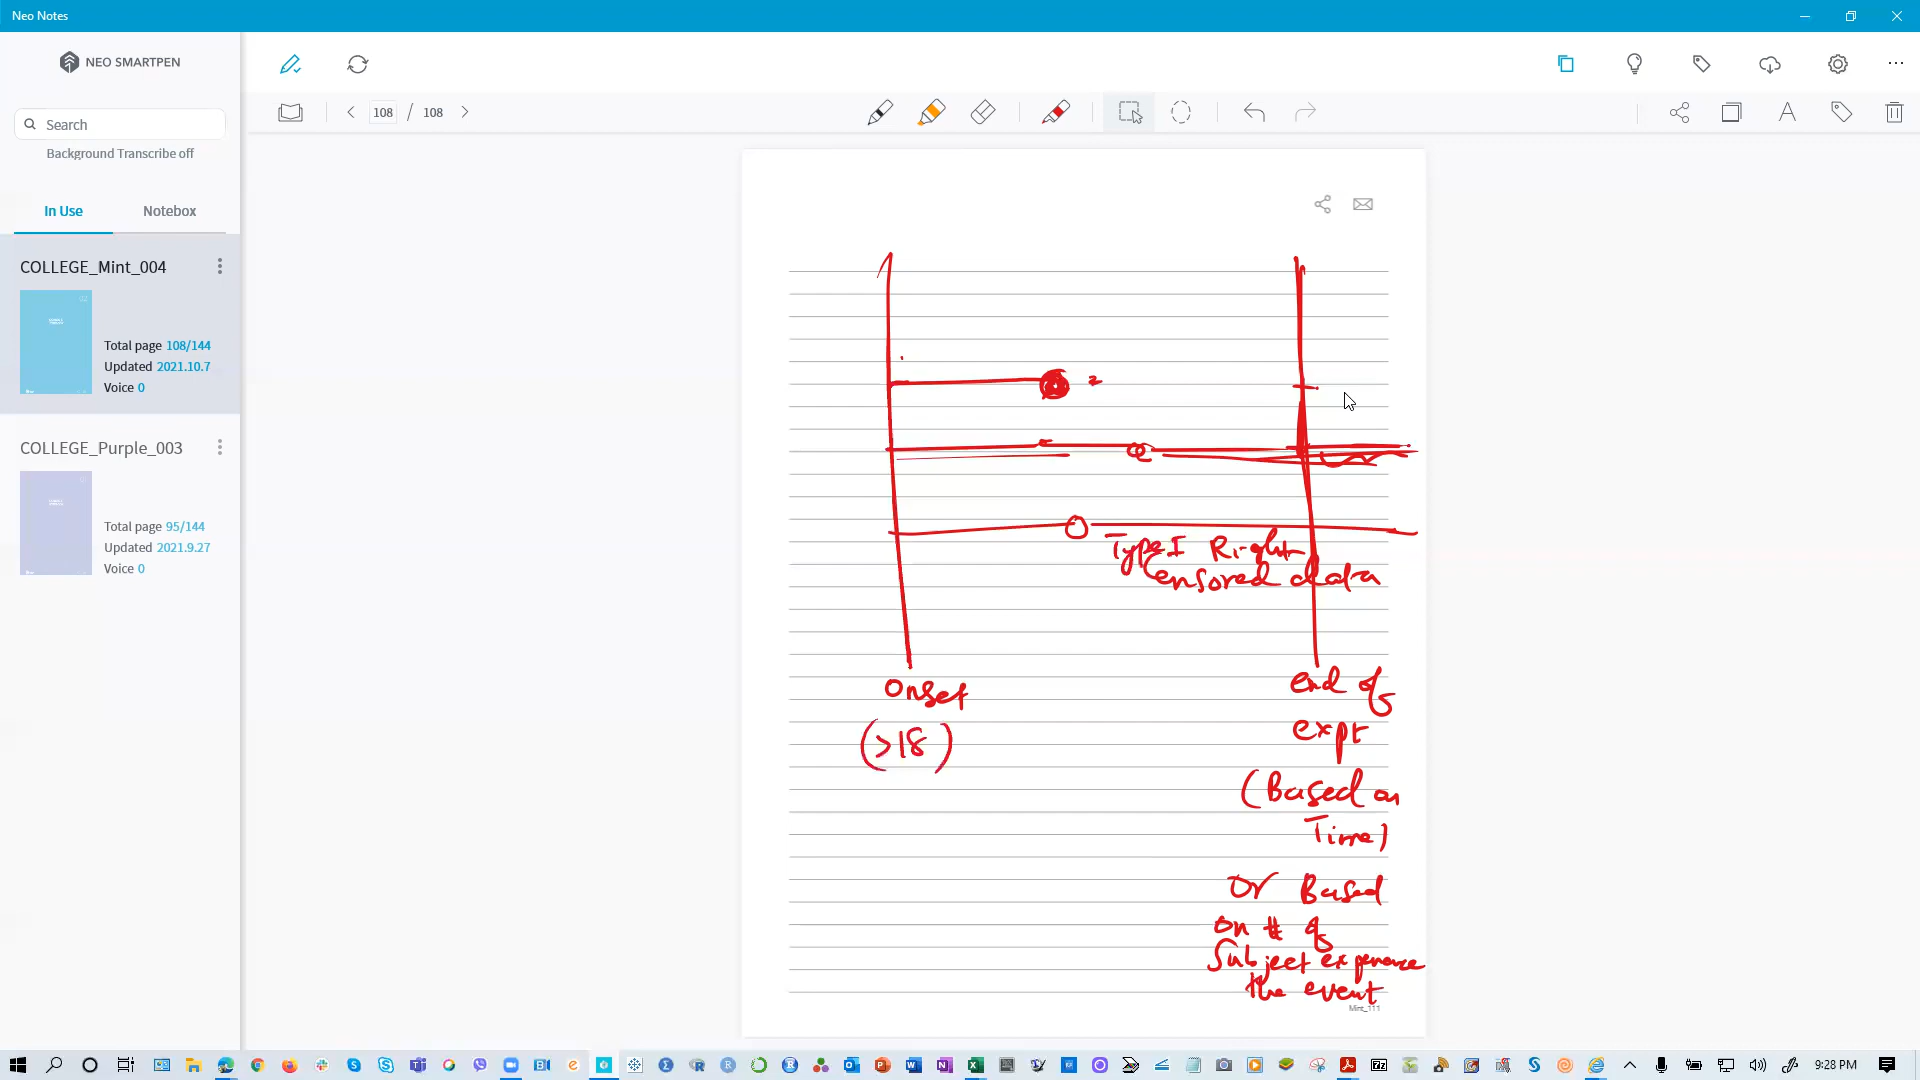 Neo Notes
NEO SMARTPEN
Search
Background Transcribe off
In Use
Notebox
COLLEGE_Mint_004
Total page 108/144
Updated 2021.10.7
Voice 0
COLLEGE_Purple_003
Total page 95/144
Updated 2021.9.27
Voice 0
108 / 108
Type I Right
Censored data
Onset
(>18)
end of
expt
(Based on
Time)
Or Based
on # of
Subject experience
the event
Mint_111
9:28 PM